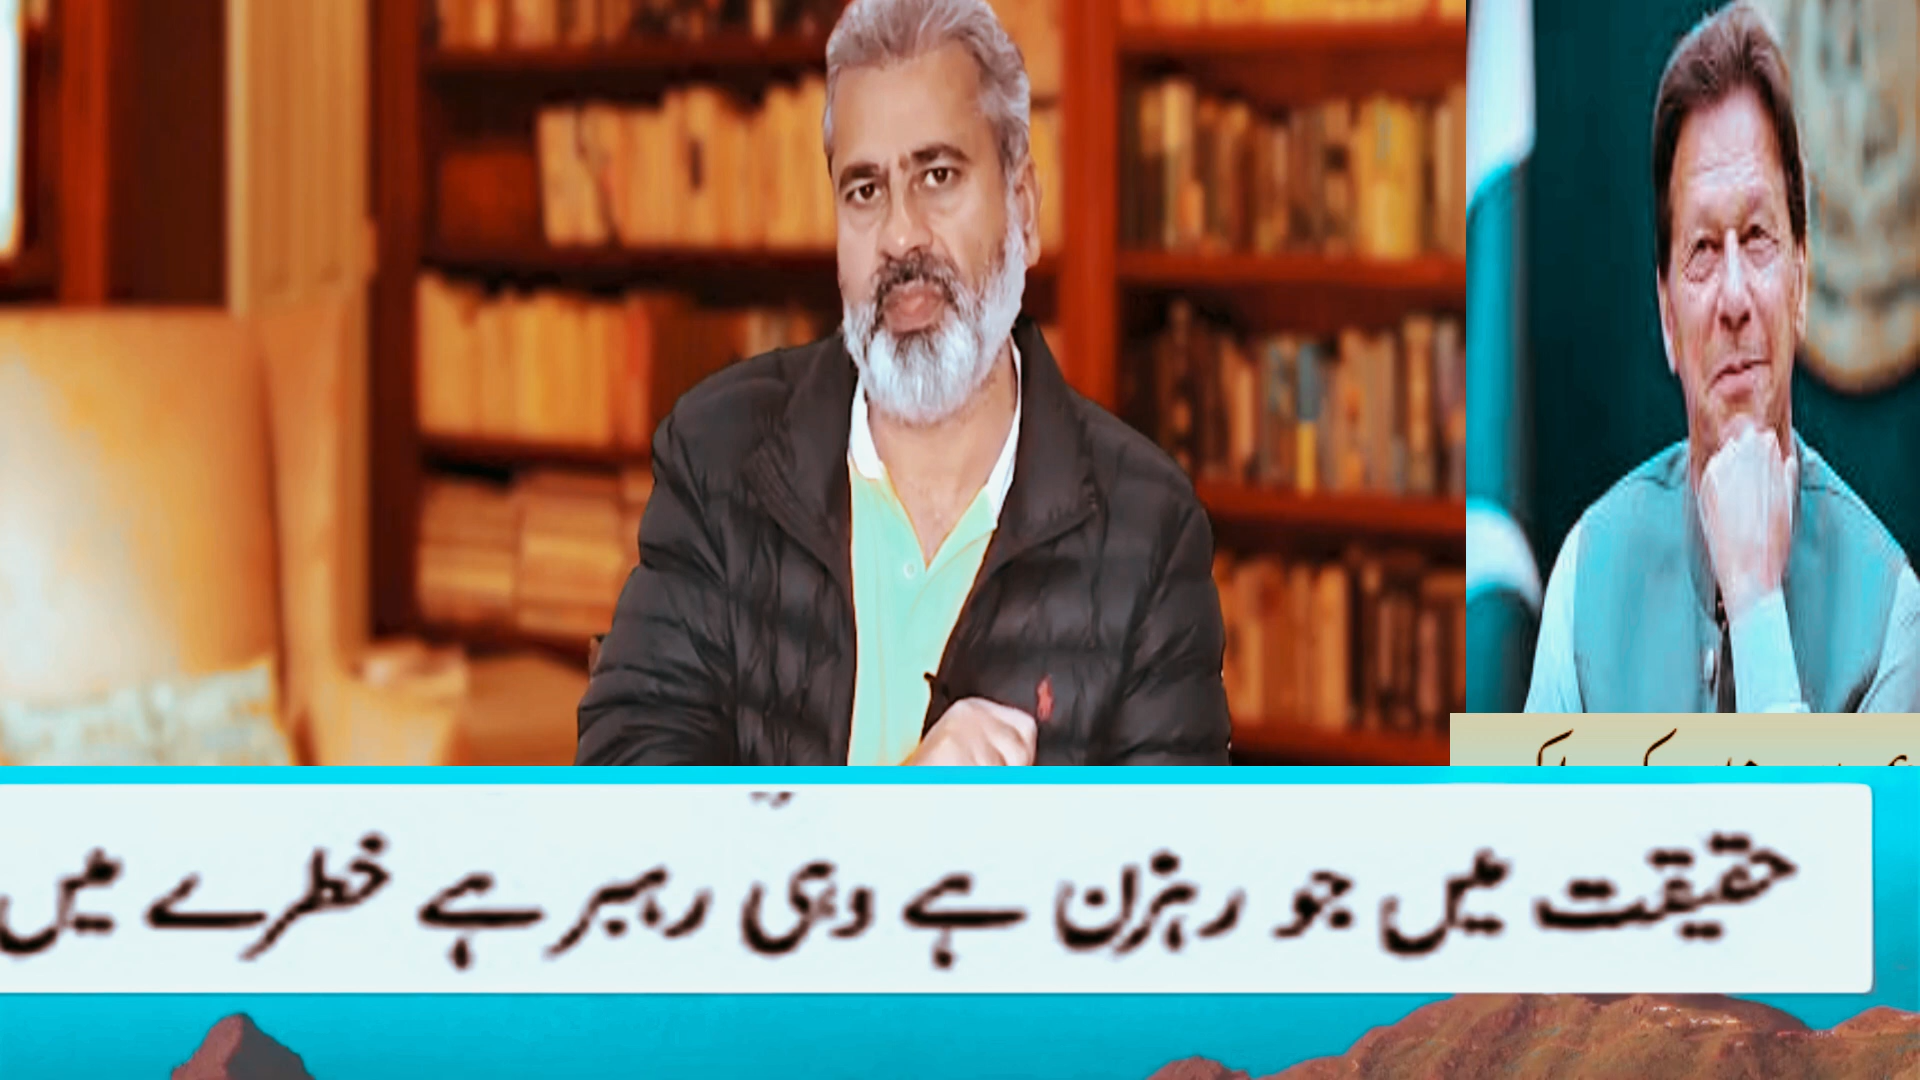 حقیقت میں جو رہزن ہے وہی رہبر ہے خطرے میں